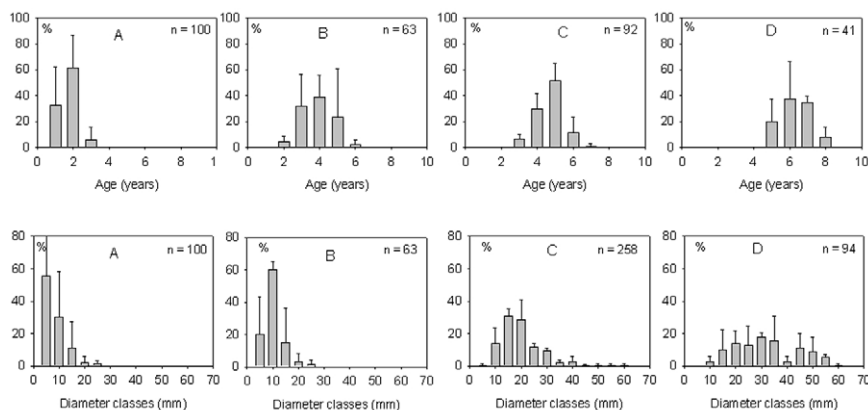 100
80
60
40
20
0
% A n = 100
0 2 4 6 8 1
Age (years)
100
80
60
40
20
0
% B n = 63
0 2 4 6 8 10
Age (years)
100
80
60
40
20
0
% C n = 92
0 2 4 6 8 10
Age (years)
100
80
60
40
20
0
% D n = 41
0 2 4 6 8 10
Age (years)
80
60
40
20
0
% A n = 100
0 10 20 30 40 50 60 70
Diameter classes (mm)
80
60
40
20
0
% B n = 63
0 10 20 30 40 50 60 70
Diameter classes (mm)
80
60
40
20
0
% C n = 258
0 10 20 30 40 50 60 70
Diameter classes (mm)
80
60
40
20
0
% D n = 94
0 10 20 30 40 50 60 70
Diameter classes (mm)